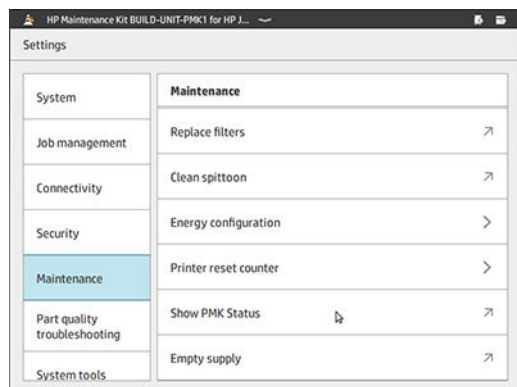 HP Maintenance Kit BUILD-UNIT-PMK1 for HP J...
Settings
System
Job management
Connectivity
Security
Maintenance
Part quality
troubleshooting
System tools
Maintenance
Replace filters
Clean spittoon
Energy configuration
Printer reset counter
Show PMK Status
Empty supply